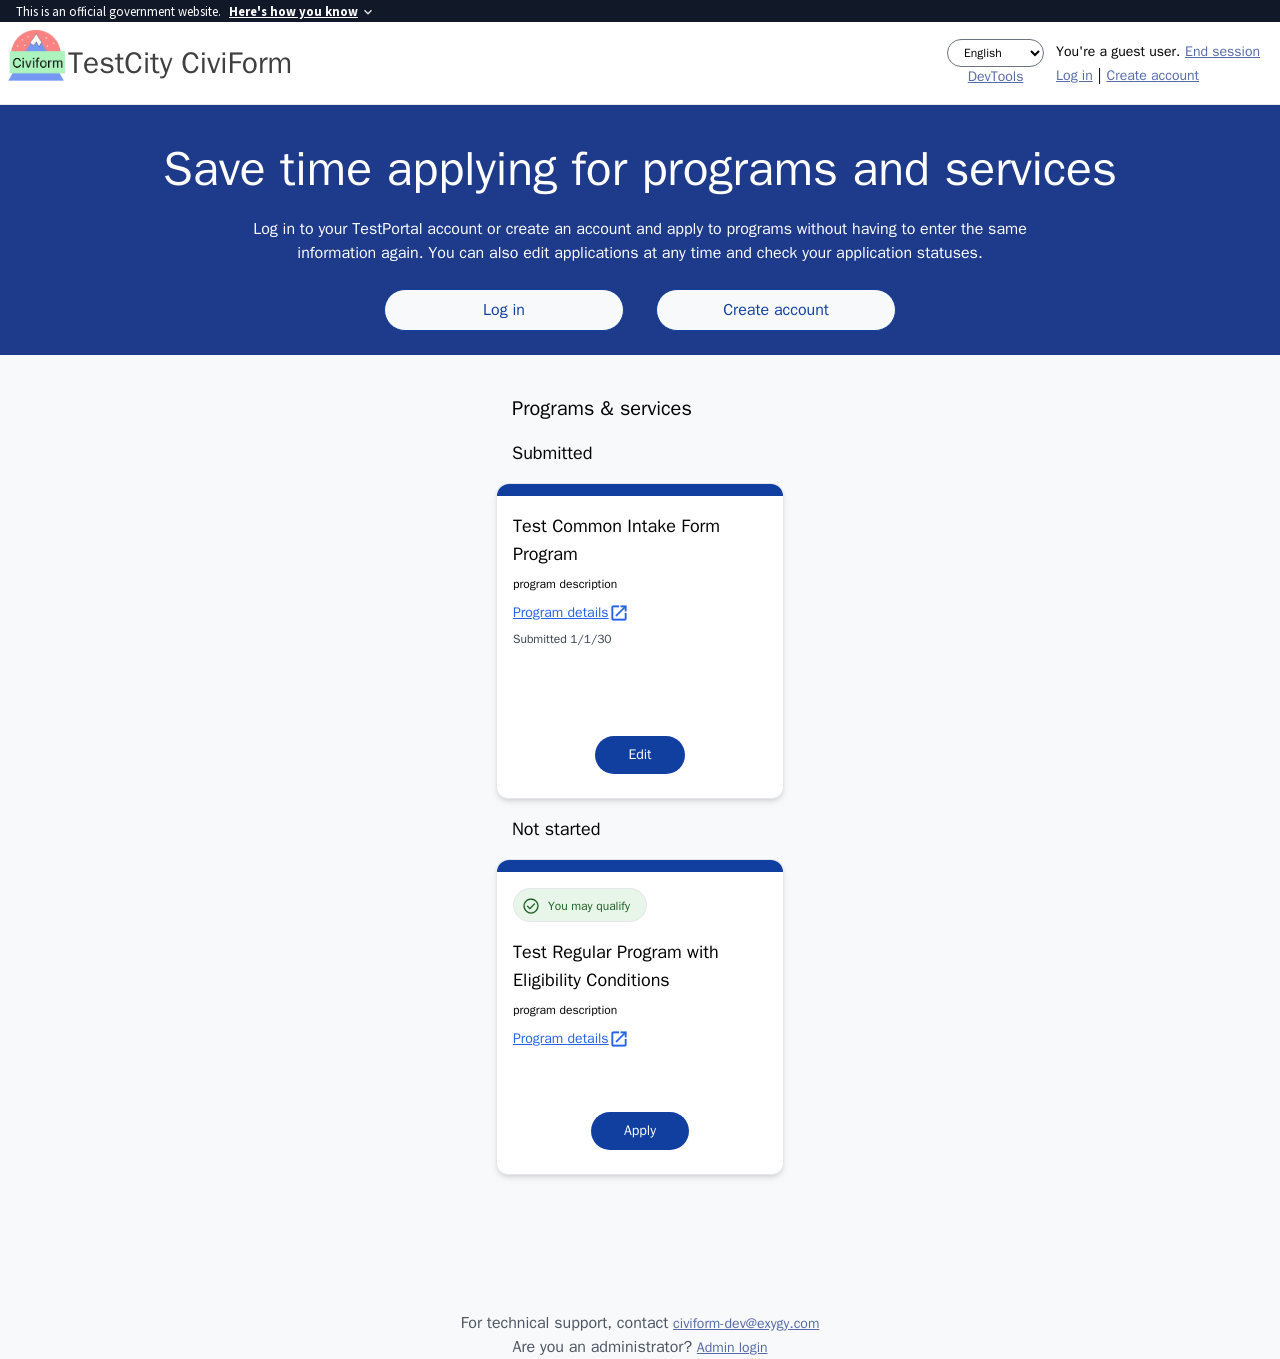 This is an official government website. Here's how you know
Civiform
TestCity CiviForm
English
DevTools
You're a guest user. End session
Log in | Create account
Save time applying for programs and services
Log in to your TestPortal account or create an account and apply to programs without having to enter the same
information again. You can also edit applications at any time and check your application statuses.
Log in
Create account
Programs & services
Submitted
Test Common Intake Form
Program
program description
Program details
Submitted 1/1/30
Edit
Not started
You may qualify
Test Regular Program with
Eligibility Conditions
program description
Program details
Apply
For technical support, contact civiform-dev@exygy.com
Are you an administrator? Admin login